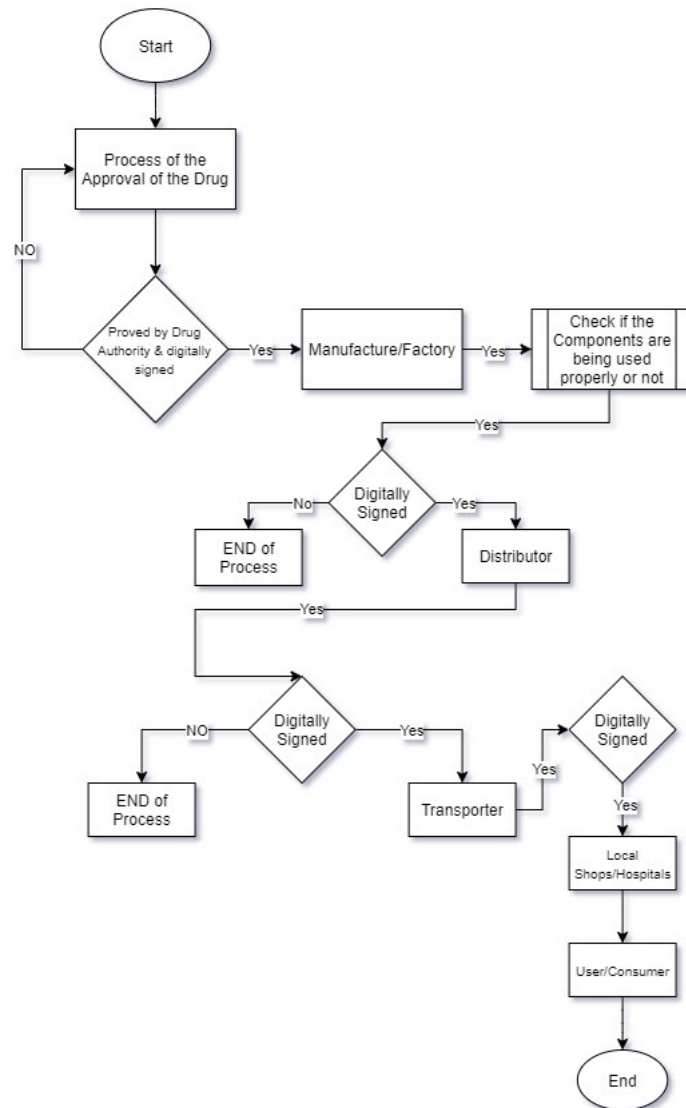 Start
Process of the
Approval of the Drug
NO
Proved by Drug
Authority & digitally
signed
Yes
Manufacture/Factory
Yes
Check if the
Components are
being used
properly or not
Yes
Digitally
Signed
No
Yes
END of
Process
Distributor
Yes
Digitally
Signed
NO
Yes
END of
Process
Transporter
Yes
Digitally
Signed
Yes
Local
Shops/Hospitals
User/Consumer
End